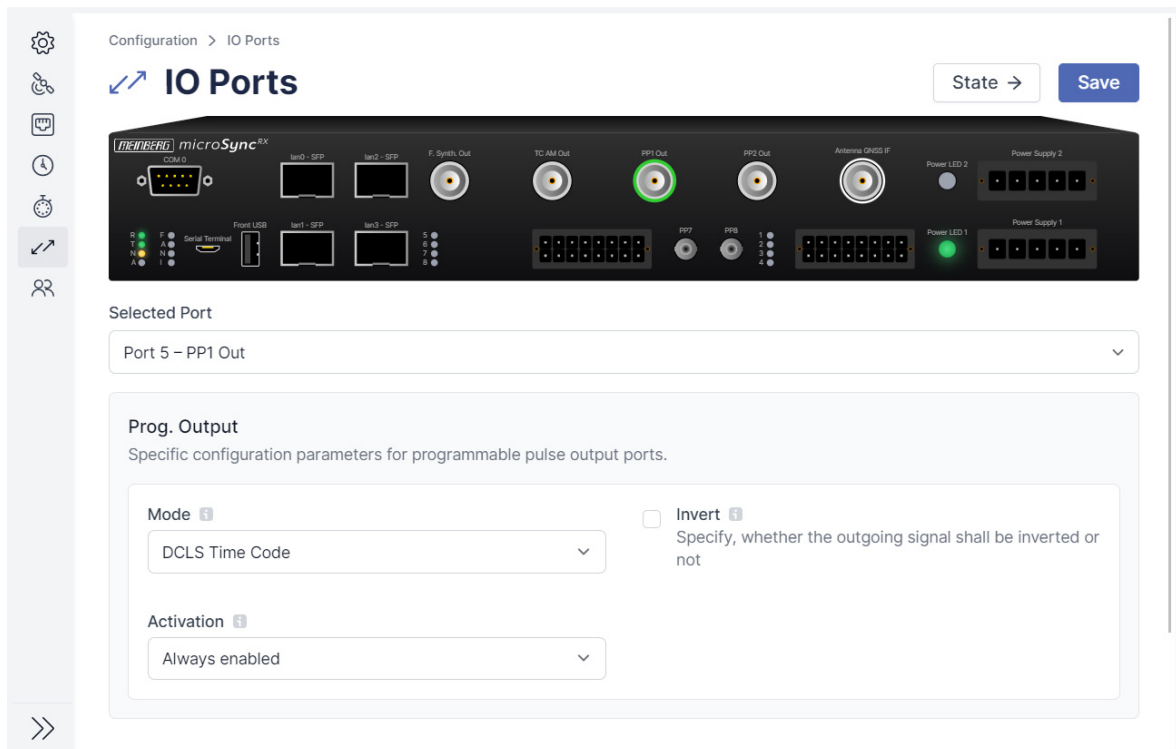 Configuration > IO Ports
IO Ports
State →
Save
MEINBERG microSync RX
COM 0
lan0 - SFP
lan2 - SFP
F. Synth. Out
TC AM Out
PP1 Out
PP2 Out
Antenna GNSS IF
Power LED 2
Power Supply 2
R
T
N
A
F
A
N
I
Serial Terminal
Front USB
lan1 - SFP
lan3 - SFP
5
6
7
8
PP7
PP8
1
2
3
4
Power LED 1
Power Supply 1
Selected Port
Port 5 – PP1 Out
Prog. Output
Specific configuration parameters for programmable pulse output ports.
Mode i
DCLS Time Code
Invert i
Specify, whether the outgoing signal shall be inverted or
not
Activation i
Always enabled